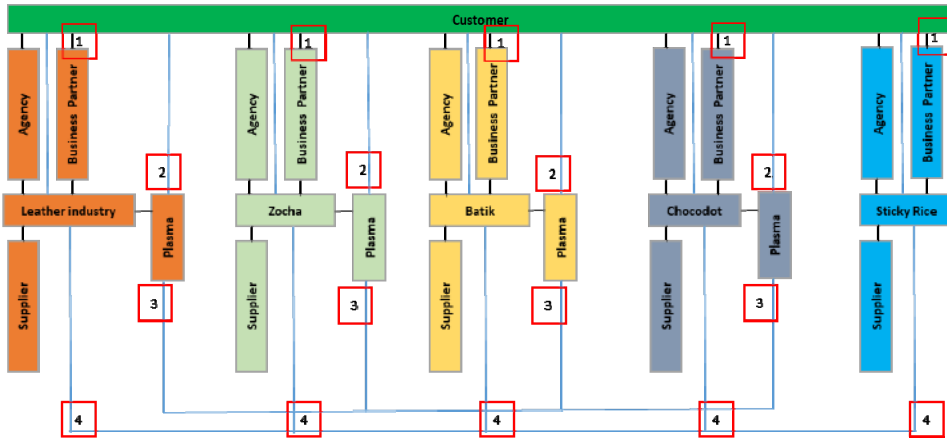 Customer
1
1
1
1
1
Agency
Business Partner
Agency
Business Partner
Agency
Business Partner
Agency
Business Partner
Agency
Business Partner
2
2
2
2
Leather industry
Plasma
Zocha
Plasma
Batik
Plasma
Chocodot
Plasma
Sticky Rice
Supplier
3
Supplier
3
Supplier
3
Supplier
3
Supplier
4
4
4
4
4